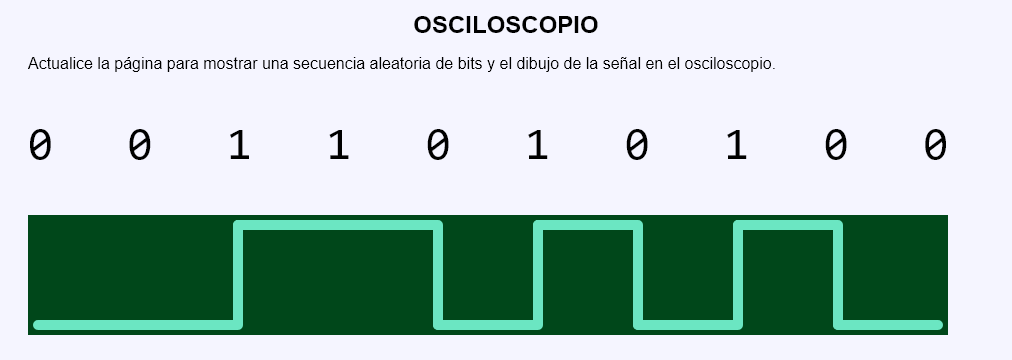 OSCILOSCOPIO
Actualice la página para mostrar una secuencia aleatoria de bits y el dibujo de la señal en el osciloscopio.
0 0 1 1 0 1 0 1 0 0